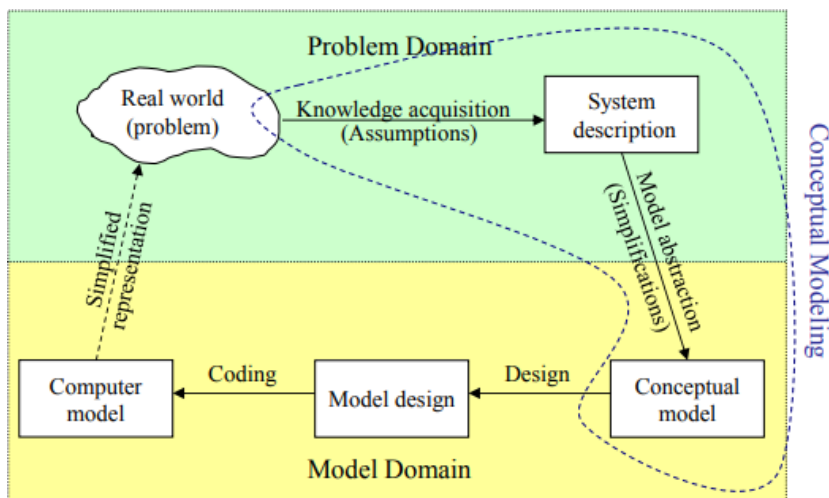 Problem Domain
Real world
(problem)
Knowledge acquisition
(Assumptions)
System
description
Conceptual Modeling
Model abstraction
(Simplifications)
Simplified
representation
Computer
model
Coding
Model design
Design
Conceptual
model
Model Domain